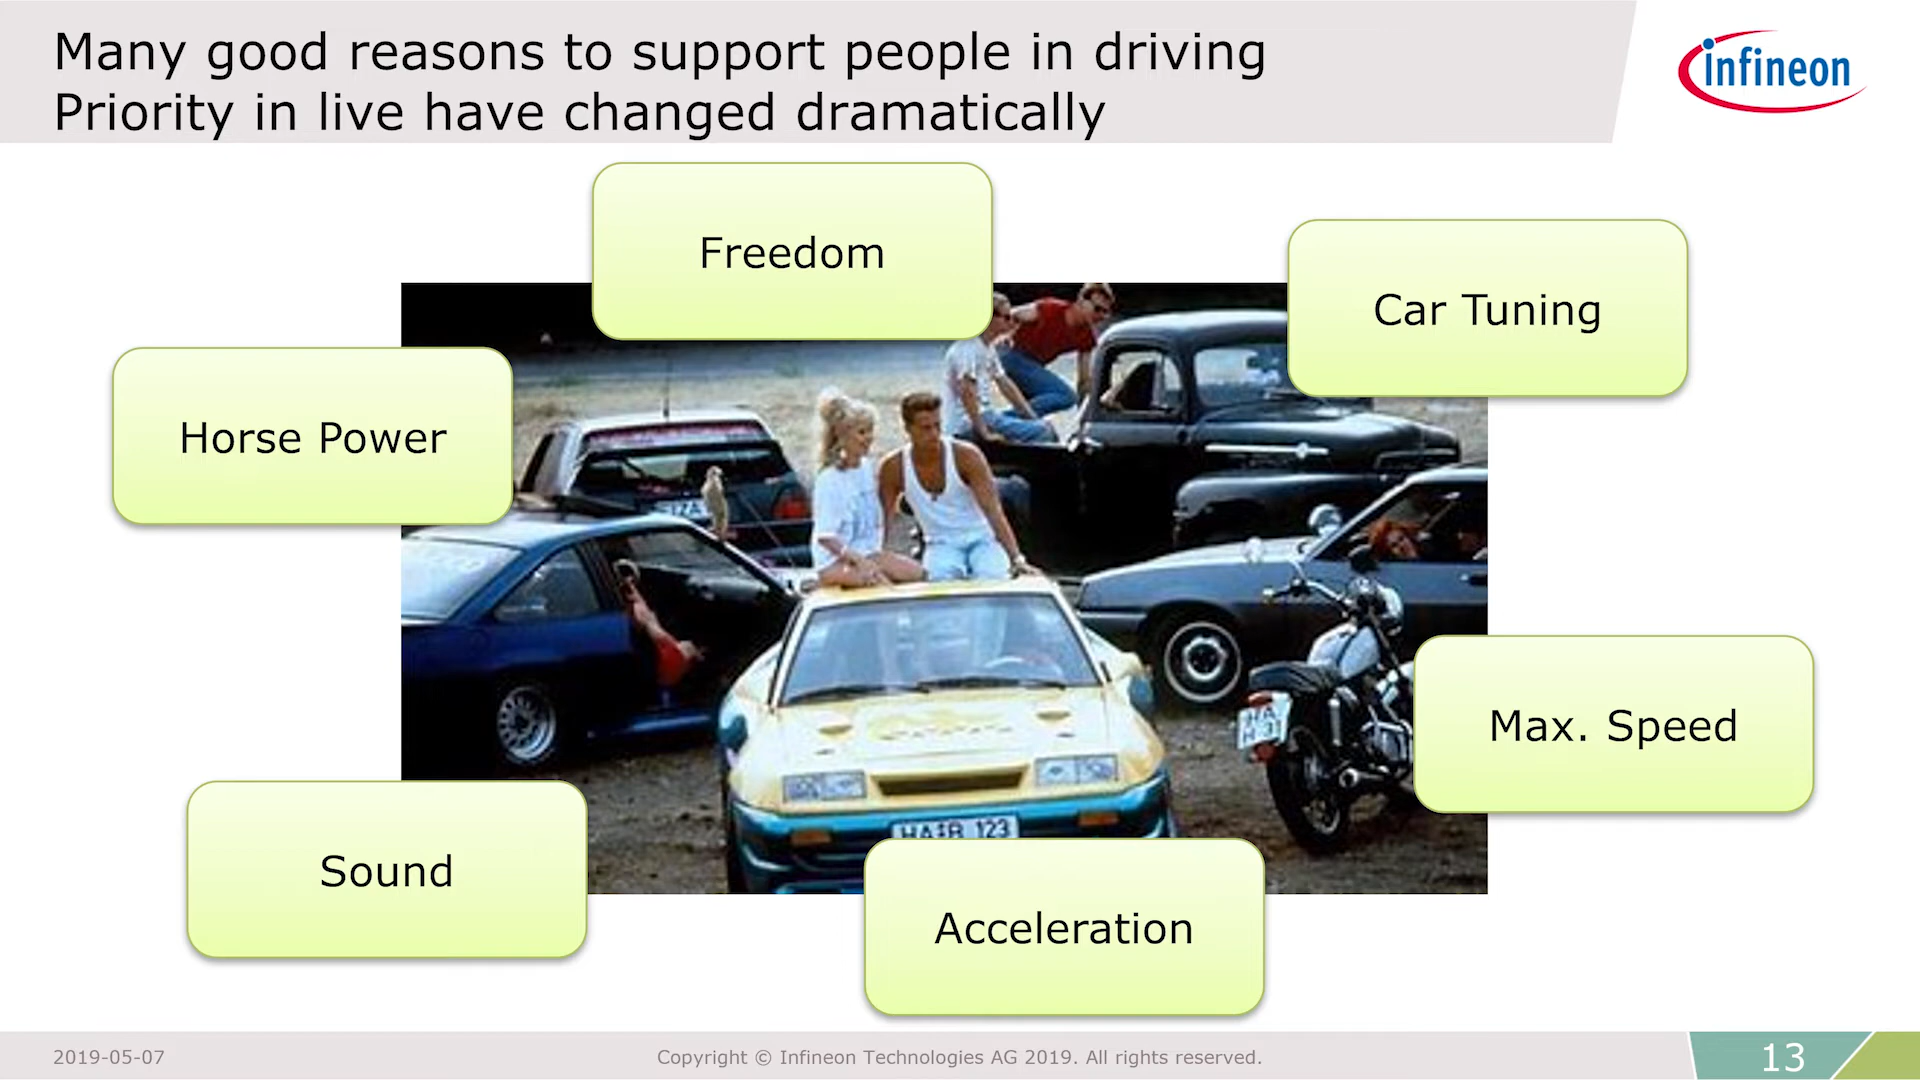 Many good reasons to support people in driving
Priority in live have changed dramatically
infineon
Freedom
Car Tuning
Horse Power
Max. Speed
Sound
Acceleration
HA R 123
2019-05-07
Copyright © Infineon Technologies AG 2019. All rights reserved.
13